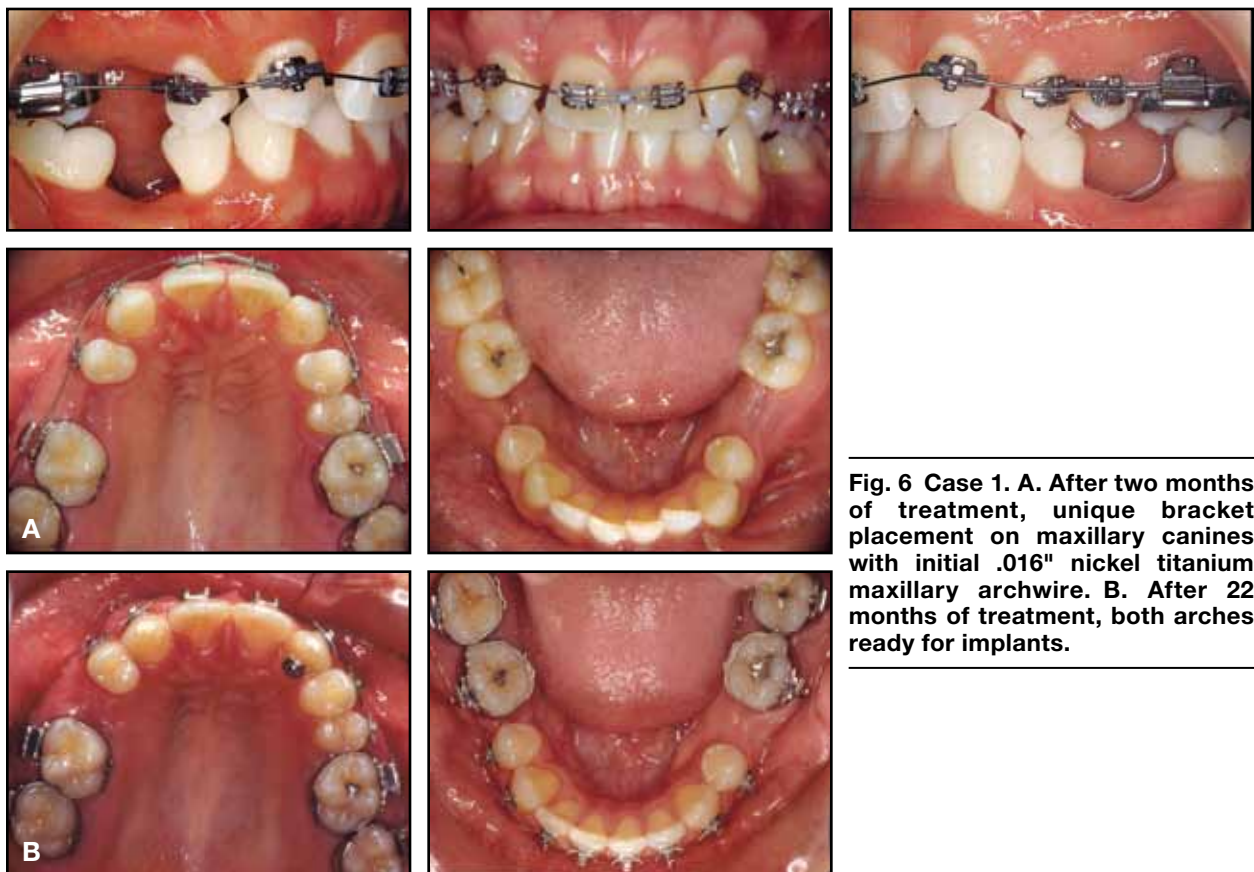 A
B
Fig. 6 Case 1. A. After two months
of treatment, unique bracket
placement on maxillary canines
with initial .016" nickel titanium
maxillary archwire. B. After 22
months of treatment, both arches
ready for implants.